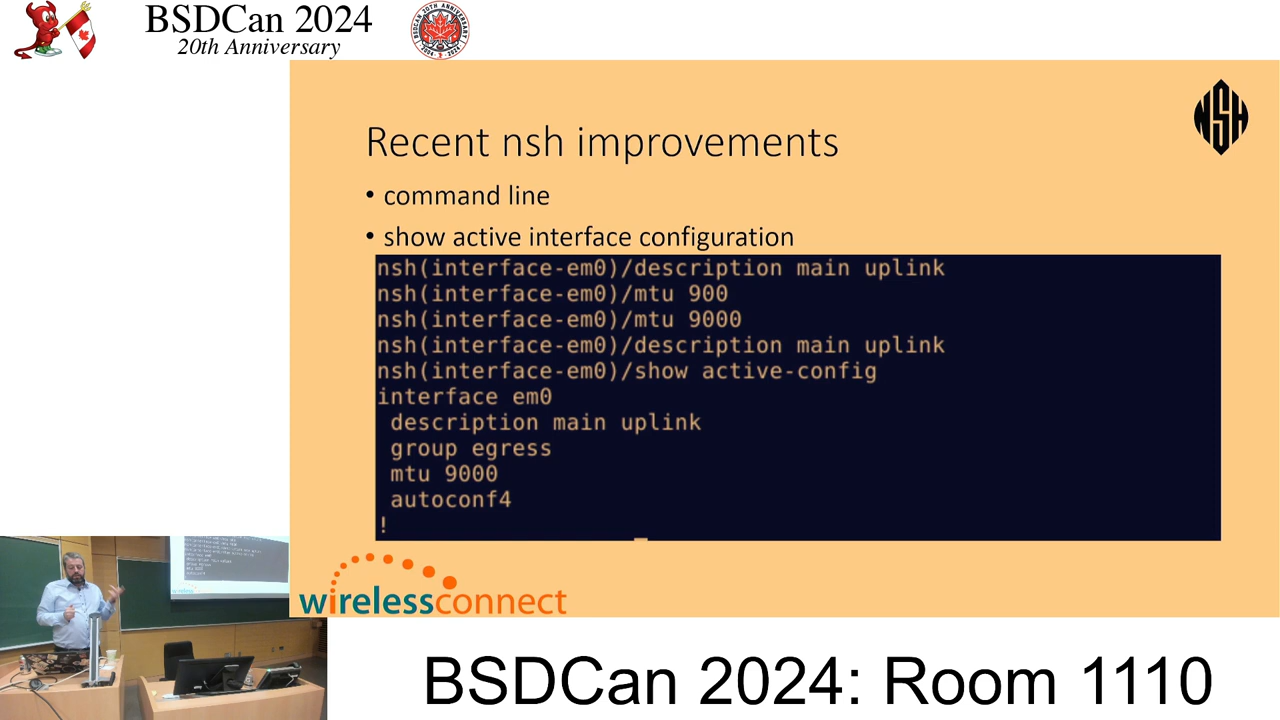 BSDCan 2024
20th Anniversary
NSH
Recent nsh improvements
• command line
• show active interface configuration
nsh(interface-em0)/description main uplink
nsh(interface-em0)/mtu 900
nsh(interface-em0)/mtu 9000
nsh(interface-em0)/description main uplink
nsh(interface-em0)/show active-config
interface em0
 description main uplink
 group egress
 mtu 9000
 autoconf4
!
wirelessconnect
BSDCan 2024: Room 1110